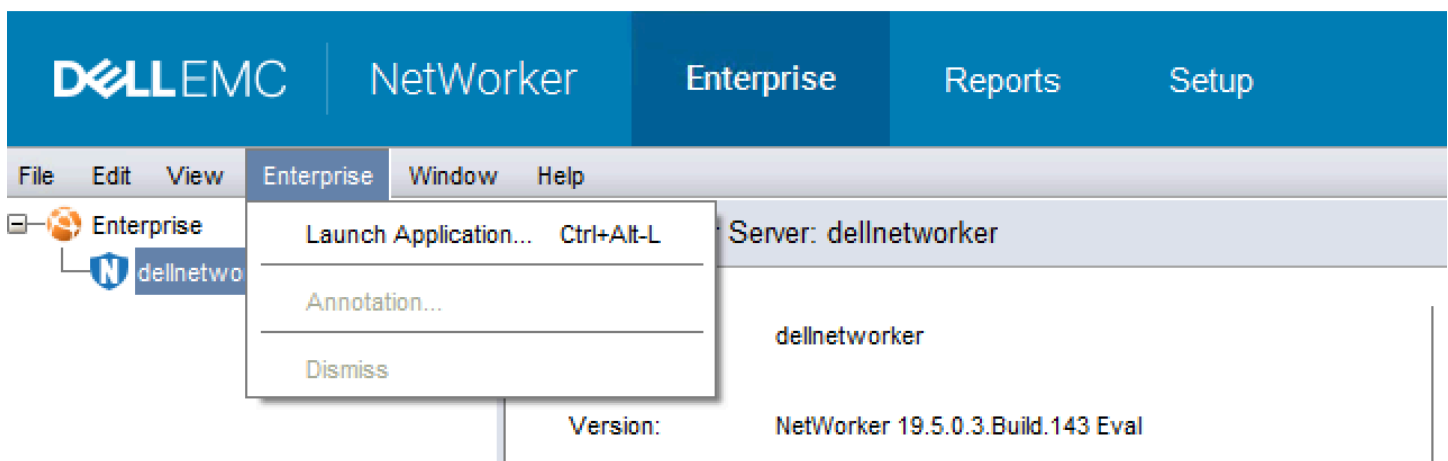 DELLEMC NetWorker Enterprise Reports Setup
File Edit View Enterprise Window Help
Enterprise
Launch Application... Ctrl+Alt-L
Server: dellnetworker
N
Annotation...
dellnetworker
Dismiss
Version: NetWorker 19.5.0.3.Build.143 Eval